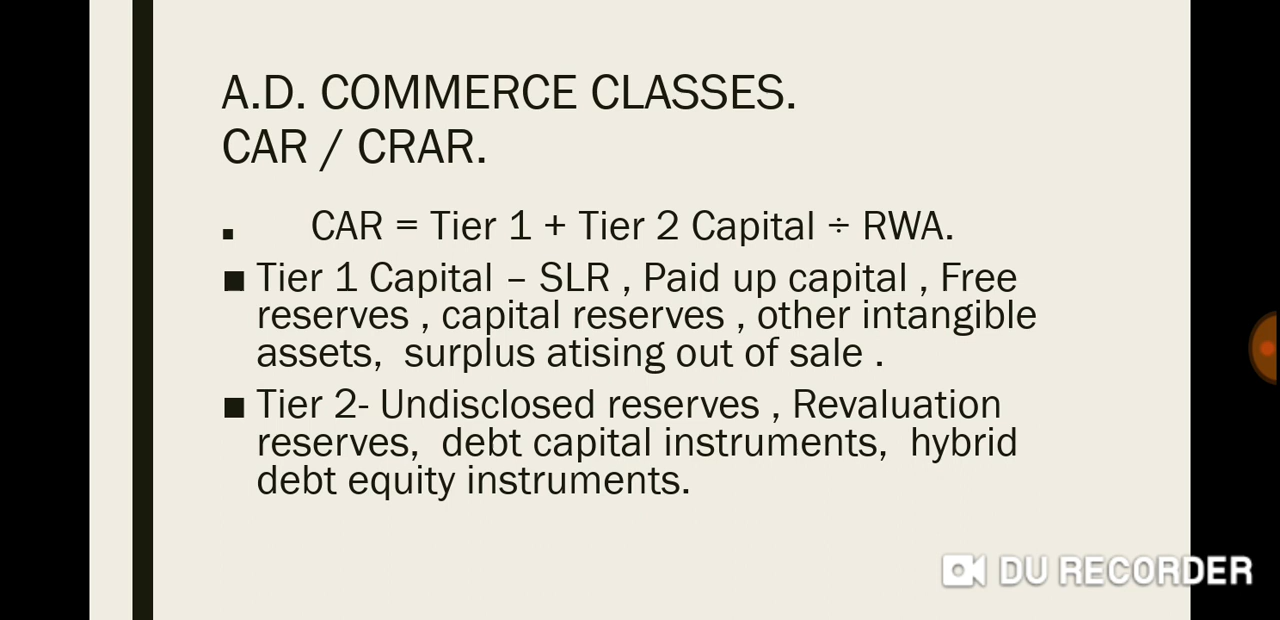 A.D. COMMERCE CLASSES.
CAR / CRAR.
▪ CAR = Tier 1 + Tier 2 Capital ÷ RWA.
■ Tier 1 Capital – SLR , Paid up capital , Free
reserves , capital reserves , other intangible
assets, surplus atising out of sale .
■ Tier 2- Undisclosed reserves , Revaluation
reserves, debt capital instruments, hybrid
debt equity instruments.
DU RECORDER